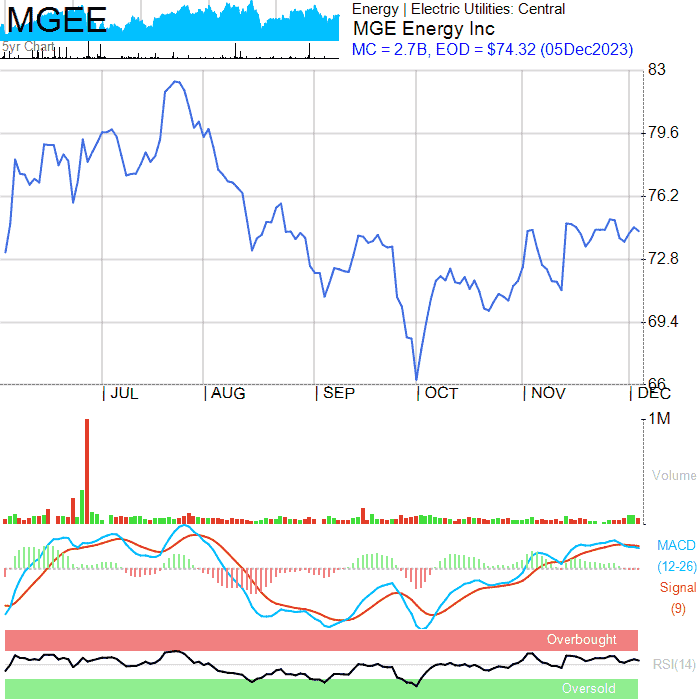 MGEE
5yr Chart
Energy | Electric Utilities: Central
MGE Energy Inc
MC = 2.7B, EOD = $74.32 (05Dec2023)
83
79.6
76.2
72.8
69.4
66
| JUL | AUG | SEP | OCT | NOV | DEC
1M
Volume
MACD
(12-26)
Signal
(9)
Overbought
RSI(14)
Oversold